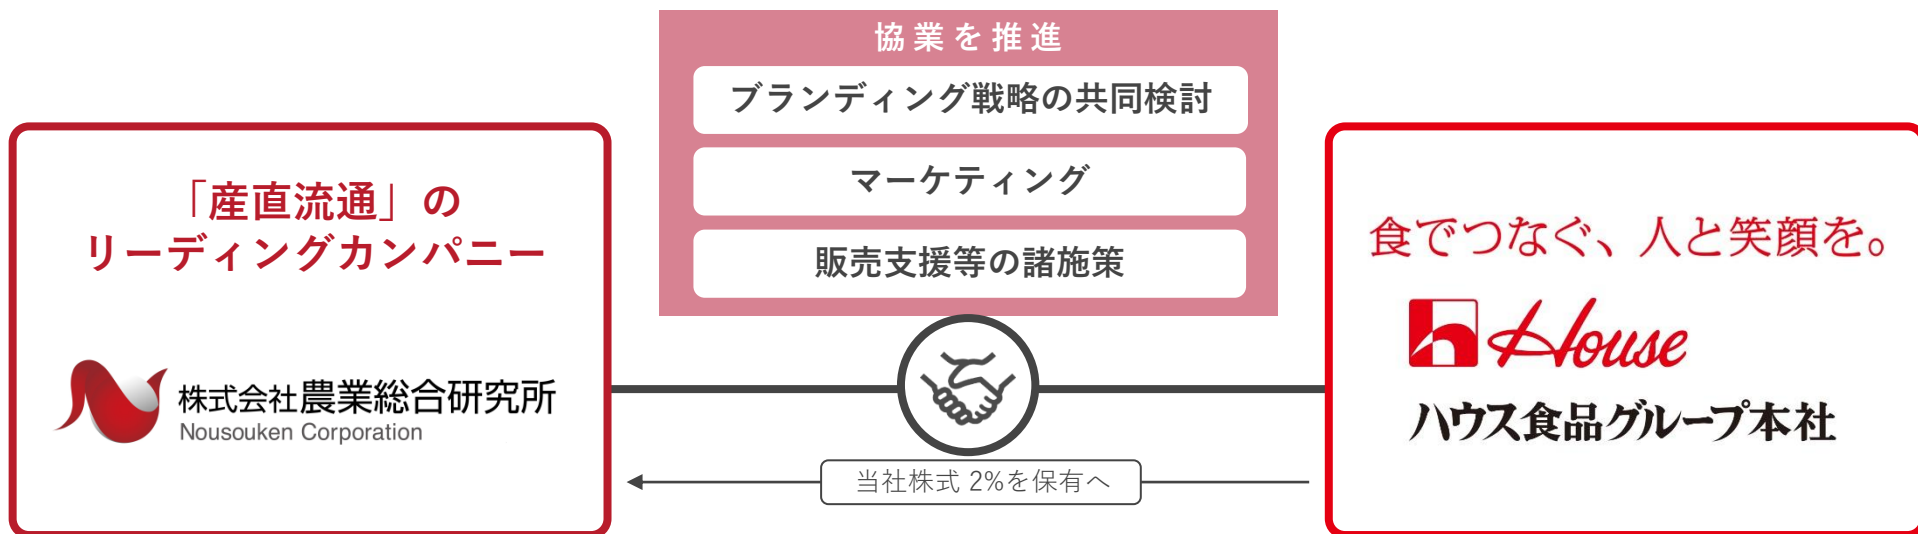 協業を推進
ブランディング戦略の共同検討
マーケティング
販売支援等の諸施策
「産直流通」の
リーディングカンパニー
株式会社農業総合研究所
Nousouken Corporation
食でつなぐ、人と笑顔を。
House
ハウス食品グループ本社
当社株式 2%を保有へ